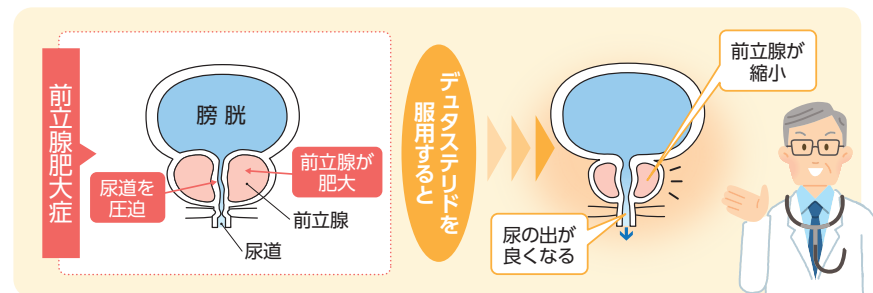 前立腺肥大症
膀胱
尿道を
圧迫
前立腺が
肥大
前立腺
尿道
デュタステリドを
服用すると
前立腺が
縮小
尿の出が
良くなる